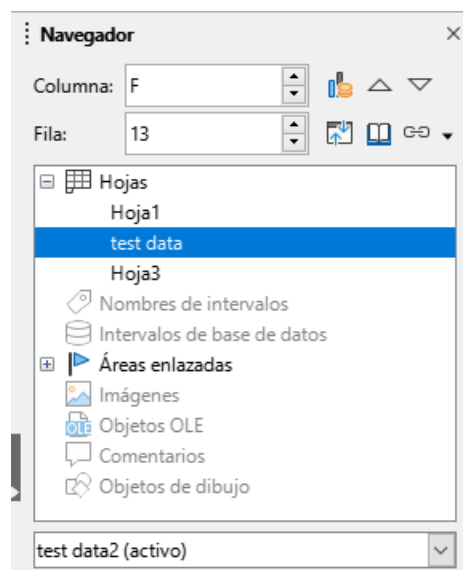 Navegador
Columna: F
Fila: 13
Hojas
Hoja1
test data
Hoja3
Nombres de intervalos
Intervalos de base de datos
Áreas enlazadas
Imágenes
OLE Objetos OLE
Comentarios
Objetos de dibujo
test data2 (activo)